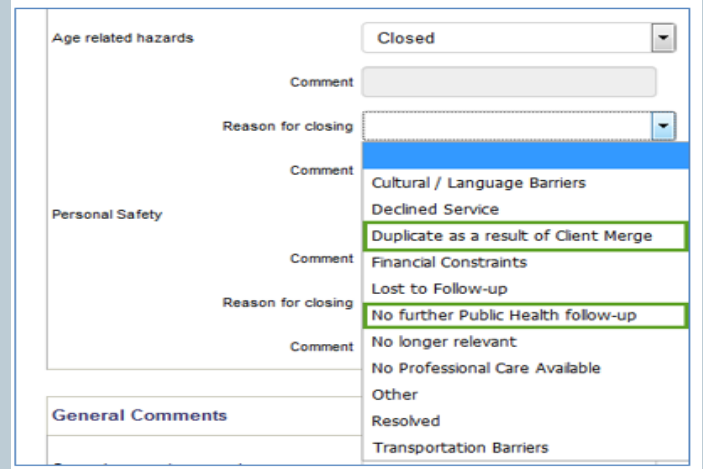 Age related hazards
Closed
Comment
Reason for closing
Comment
Cultural / Language Barriers
Declined Service
Personal Safety
Duplicate as a result of Client Merge
Comment
Financial Constraints
Lost to Follow-up
Reason for closing
No further Public Health follow-up
Comment
No longer relevant
No Professional Care Available
Other
General Comments
Resolved
Transportation Barriers